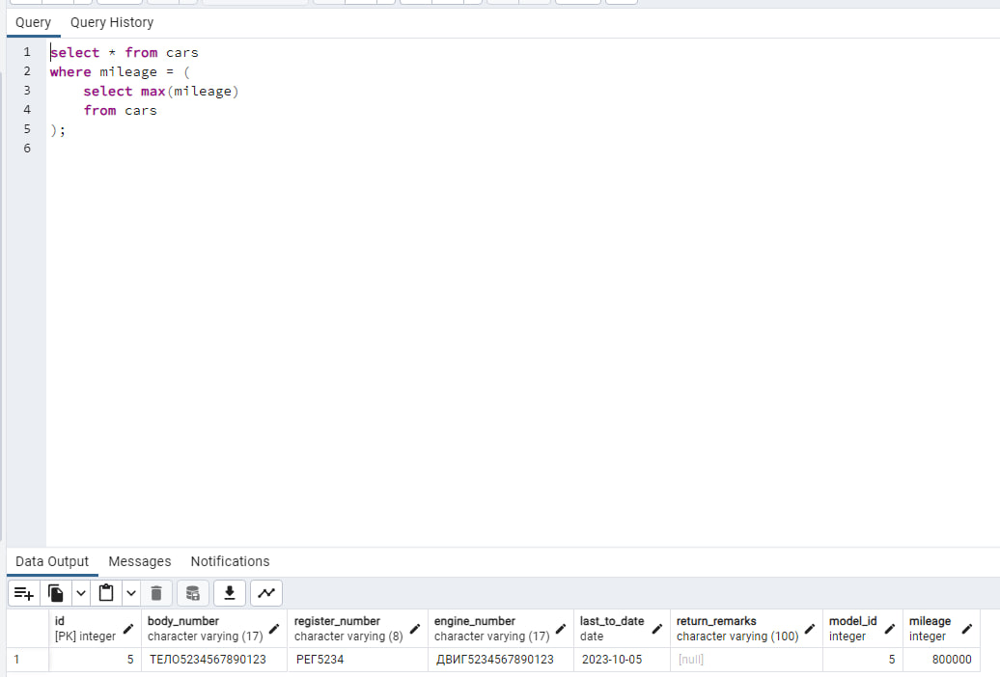 Query Query History
1 select * from cars
2 where mileage = (
3 select max(mileage)
4 from cars
5 );
6
Data Output Messages Notifications
id body_number register_number engine_number last_to_date return_remarks model_id mileage
[PK] integer character varying (17) character varying (8) character varying (17) date character varying (100) integer integer
1 5 ТЕЛО5234567890123 РЕГ5234 ДВИГ5234567890123 2023-10-05 [null] 5 800000